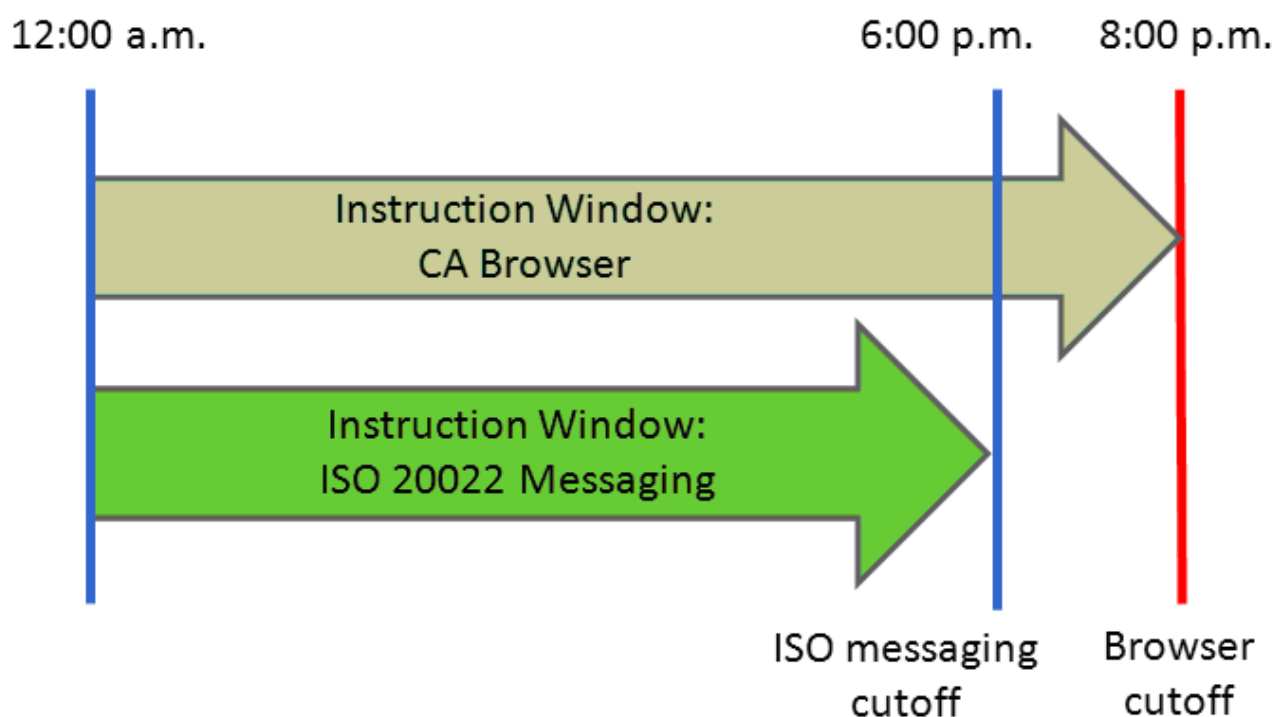 12:00 a.m.
6:00 p.m.
8:00 p.m.
Instruction Window:
CA Browser
Instruction Window:
ISO 20022 Messaging
ISO messaging
cutoff
Browser
cutoff